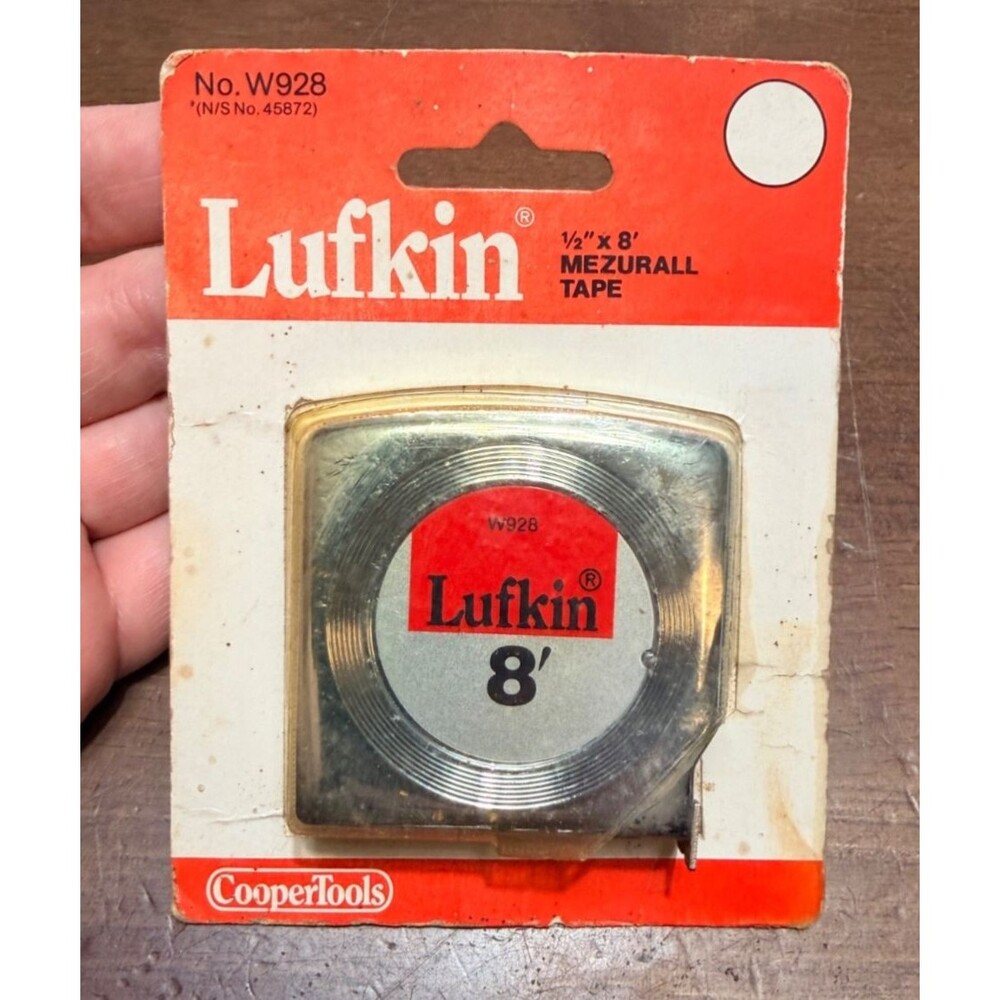 No. W928
*(N/S No. 45872)
Lufkin®
½" x 8'
MEZURALL
TAPE
W928
Lufkin®
8'
CooperTools